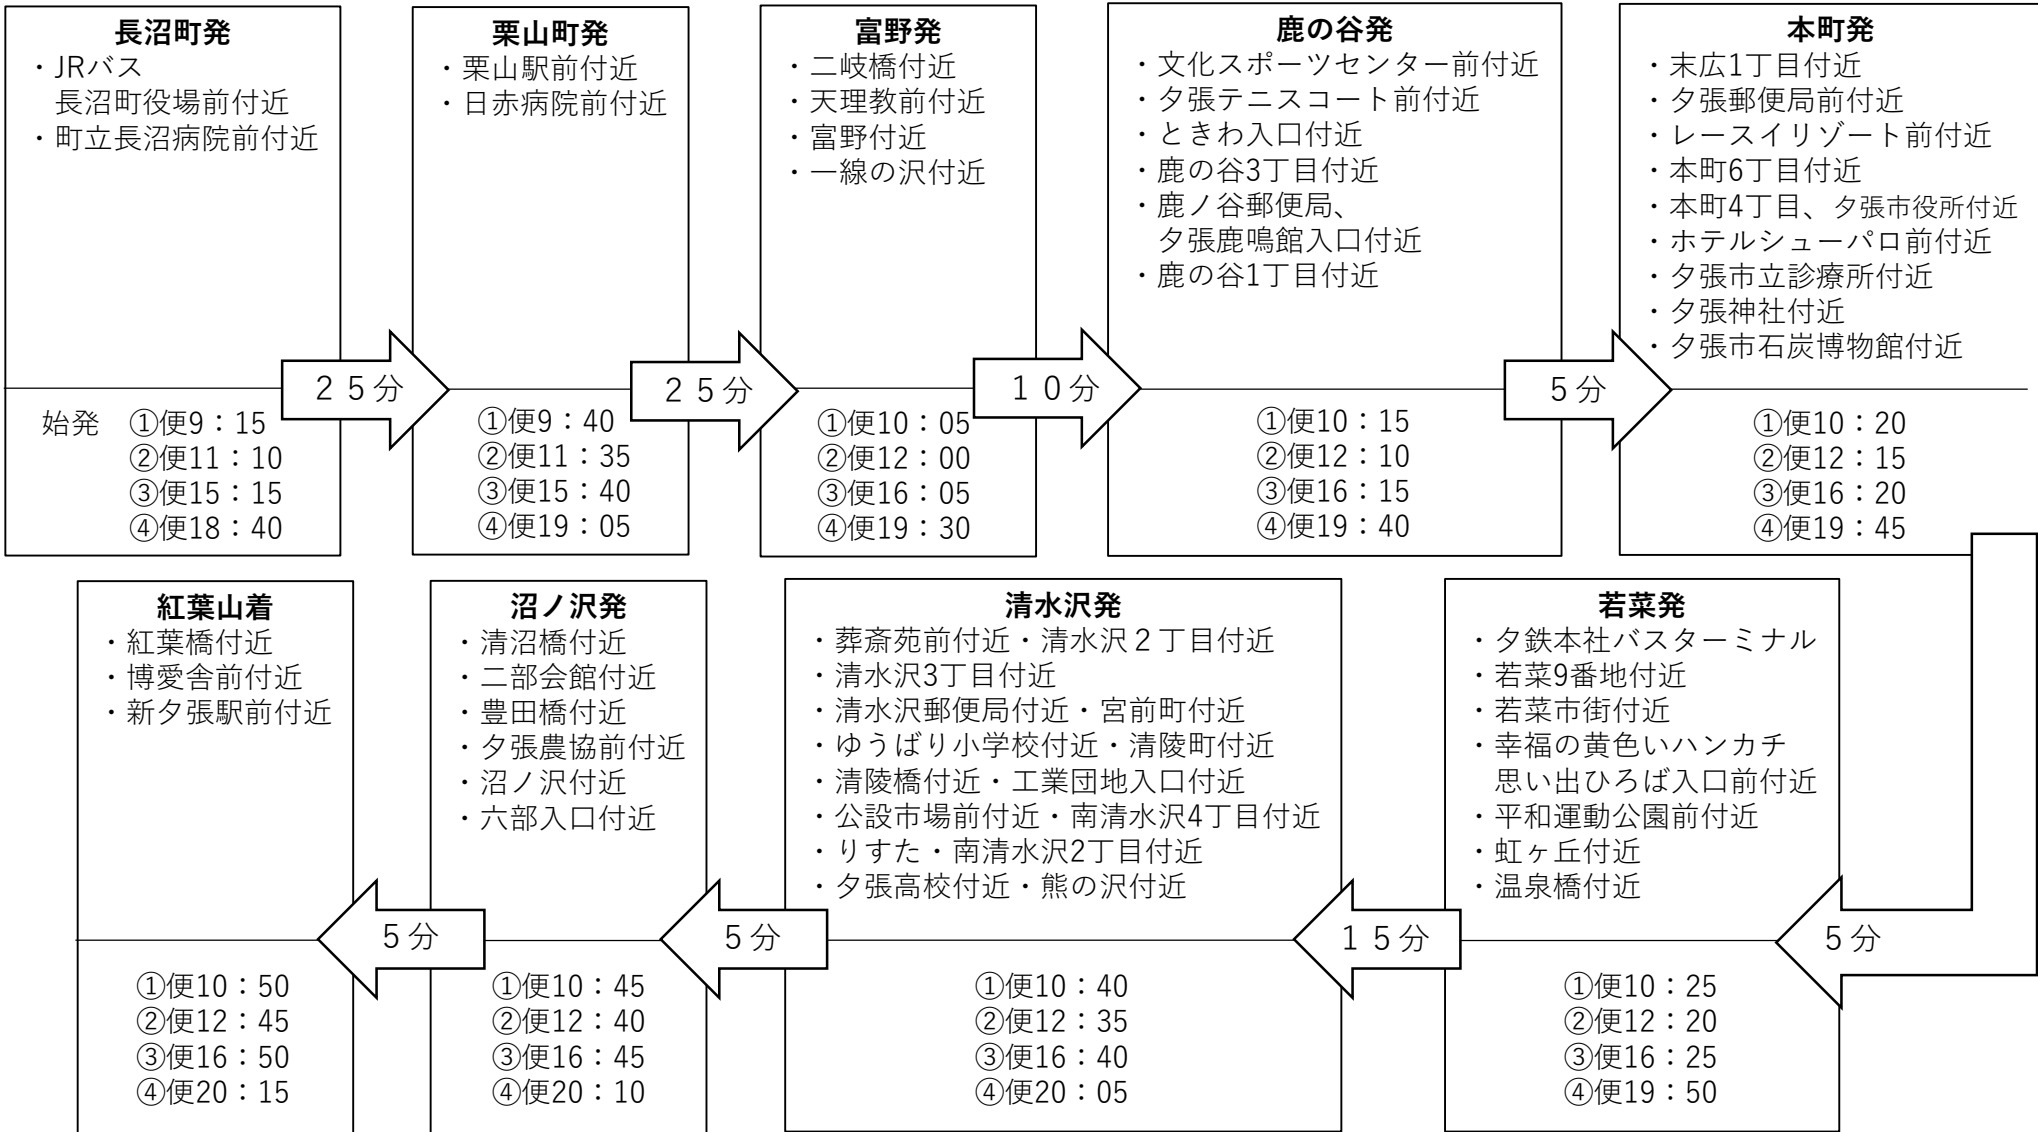 長沼町発
・JRバス
長沼町役場前付近
・町立長沼病院前付近
始発 ①便9：15
②便11：10
③便15：15
④便18：40
２５分
栗山町発
・栗山駅前付近
・日赤病院前付近
①便9：40
②便11：35
③便15：40
④便19：05
２５分
富野発
・二岐橋付近
・天理教前付近
・富野付近
・一線の沢付近
①便10：05
②便12：00
③便16：05
④便19：30
１０分
鹿の谷発
・文化スポーツセンター前付近
・夕張テニスコート前付近
・ときわ入口付近
・鹿の谷3丁目付近
・鹿ノ谷郵便局、
夕張鹿鳴館入口付近
・鹿の谷1丁目付近
①便10：15
②便12：10
③便16：15
④便19：40
５分
本町発
・末広1丁目付近
・夕張郵便局前付近
・レースイリゾート前付近
・本町6丁目付近
・本町4丁目、夕張市役所付近
・ホテルシューパロ前付近
・夕張市立診療所付近
・夕張神社付近
・夕張市石炭博物館付近
①便10：20
②便12：15
③便16：20
④便19：45
５分
若菜発
・夕鉄本社バスターミナル
・若菜9番地付近
・若菜市街付近
・幸福の黄色いハンカチ
思い出ひろば入口前付近
・平和運動公園前付近
・虹ヶ丘付近
・温泉橋付近
①便10：25
②便12：20
③便16：25
④便19：50
１５分
清水沢発
・葬斎苑前付近・清水沢２丁目付近
・清水沢3丁目付近
・清水沢郵便局付近・宮前町付近
・ゆうばり小学校付近・清陵町付近
・清陵橋付近・工業団地入口付近
・公設市場前付近・南清水沢4丁目付近
・りすた・南清水沢2丁目付近
・夕張高校付近・熊の沢付近
①便10：40
②便12：35
③便16：40
④便20：05
５分
沼ノ沢発
・清沼橋付近
・二部会館付近
・豊田橋付近
・夕張農協前付近
・沼ノ沢付近
・六部入口付近
①便10：45
②便12：40
③便16：45
④便20：10
５分
紅葉山着
・紅葉橋付近
・博愛舎前付近
・新夕張駅前付近
①便10：50
②便12：45
③便16：50
④便20：15